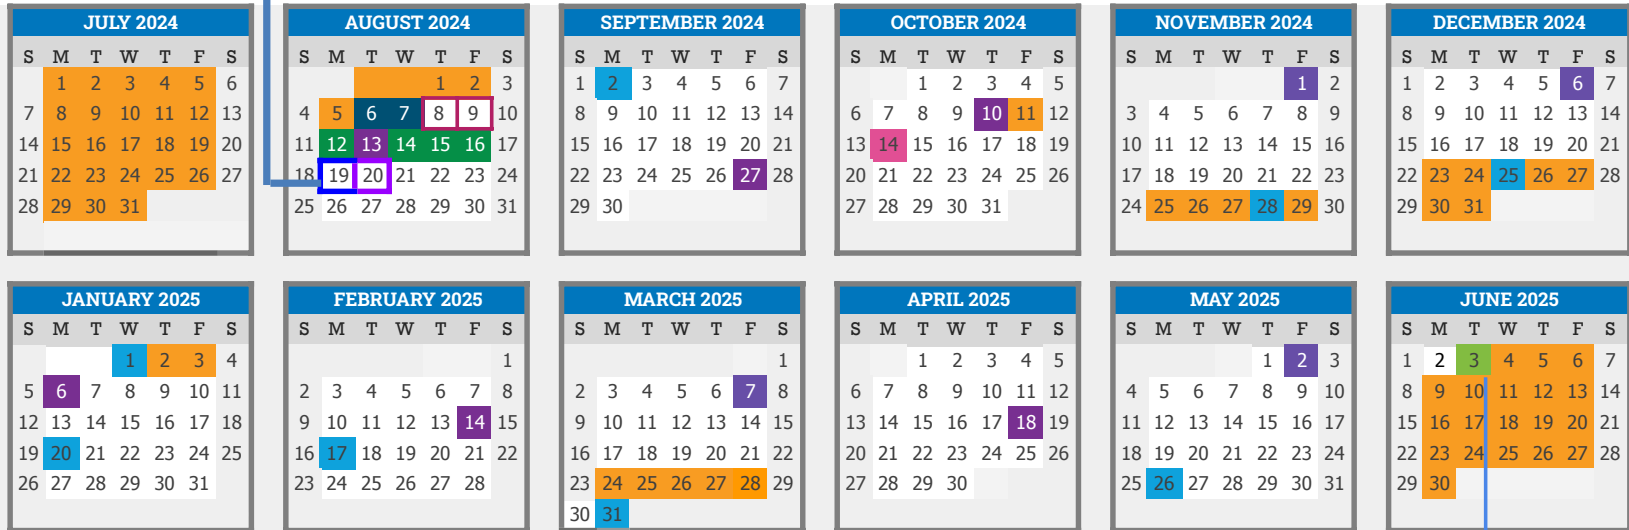 JULY 2024
S M T W T F S
1 2 3 4 5 6
7 8 9 10 11 12 13
14 15 16 17 18 19 20
21 22 23 24 25 26 27
28 29 30 31
AUGUST 2024
S M T W T F S
1 2 3
4 5 6 7 8 9 10
11 12 13 14 15 16 17
18 19 20 21 22 23 24
25 26 27 28 29 30 31
SEPTEMBER 2024
S M T W T F S
1 2 3 4 5 6 7
8 9 10 11 12 13 14
15 16 17 18 19 20 21
22 23 24 25 26 27 28
29 30
OCTOBER 2024
S M T W T F S
1 2 3 4 5
6 7 8 9 10 11 12
13 14 15 16 17 18 19
20 21 22 23 24 25 26
27 28 29 30 31
NOVEMBER 2024
S M T W T F S
1 2
3 4 5 6 7 8 9
10 11 12 13 14 15 16
17 18 19 20 21 22 23
24 25 26 27 28 29 30
DECEMBER 2024
S M T W T F S
1 2 3 4 5 6 7
8 9 10 11 12 13 14
15 16 17 18 19 20 21
22 23 24 25 26 27 28
29 30 31
JANUARY 2025
S M T W T F S
1 2 3 4
5 6 7 8 9 10 11
12 13 14 15 16 17 18
19 20 21 22 23 24 25
26 27 28 29 30 31
FEBRUARY 2025
S M T W T F S
1
2 3 4 5 6 7 8
9 10 11 12 13 14 15
16 17 18 19 20 21 22
23 24 25 26 27 28
MARCH 2025
S M T W T F S
1
2 3 4 5 6 7 8
9 10 11 12 13 14 15
16 17 18 19 20 21 22
23 24 25 26 27 28 29
30 31
APRIL 2025
S M T W T F S
1 2 3 4 5
6 7 8 9 10 11 12
13 14 15 16 17 18 19
20 21 22 23 24 25 26
27 28 29 30
MAY 2025
S M T W T F S
1 2 3
4 5 6 7 8 9 10
11 12 13 14 15 16 17
18 19 20 21 22 23 24
25 26 27 28 29 30 31
JUNE 2025
S M T W T F S
1 2 3 4 5 6 7
8 9 10 11 12 13 14
15 16 17 18 19 20 21
22 23 24 25 26 27 28
29 30